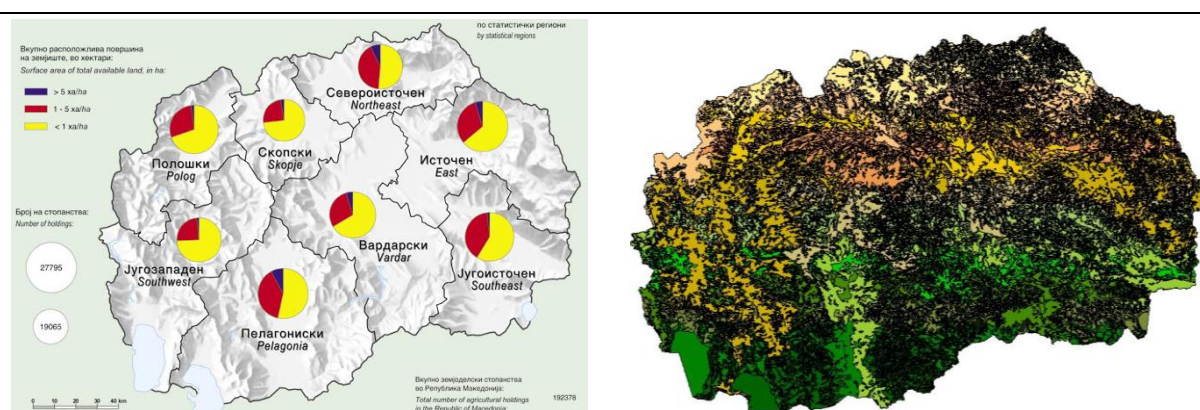 по статистички региони
by statistical regions
Вкупно расположлива површина
на земјиште, во хектари:
Surface area of total available land, in ha:
> 5 ха/ha
1 - 5 ха/ha
< 1 ха/ha
Североисточен
Northeast
Полошки
Polog
Скопски
Skopje
Источен
East
Број на стопанства:
Number of holdings:
27795
19065
Југозападен
Southwest
Вардарски
Vardar
Југоисточен
Southeast
Пелагониски
Pelagonia
0 10 20 30 40 km
Вкупно земјоделски стопанства
во Република Македонија:
Total number of agricultural holdings
in the Republic of Macedonia:
192378